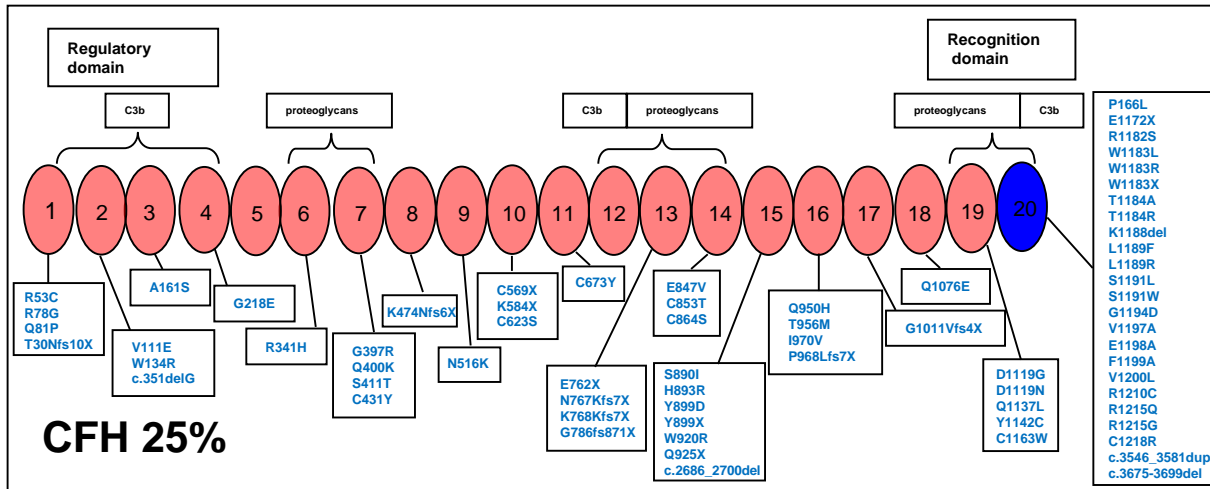 Regulatory
domain
Recognition
domain
C3b
proteoglycans
C3b
proteoglycans
proteoglycans
C3b
1
2
3
4
5
6
7
8
9
10
11
12
13
14
15
16
17
18
19
20
R53C
R78G
Q81P
T30Nfs10X
V111E
W134R
c.351delG
A161S
G218E
R341H
G397R
Q400K
S411T
C431Y
K474Nfs6X
N516K
C569X
K584X
C623S
C673Y
E762X
N767Kfs7X
K768Kfs7X
G786fs871X
E847V
C853T
C864S
S890I
H893R
Y899D
Y899X
W920R
Q925X
c.2686_2700del
Q950H
T956M
I970V
P968Lfs7X
G1011Vfs4X
Q1076E
D1119G
D1119N
Q1137L
Y1142C
C1163W
P166L
E1172X
R1182S
W1183L
W1183R
W1183X
T1184A
T1184R
K1188del
L1189F
L1189R
S1191L
S1191W
G1194D
V1197A
E1198A
F1199A
V1200L
R1210C
R1215Q
R1215G
C1218R
c.3546_3581dup
c.3675-3699del
CFH 25%